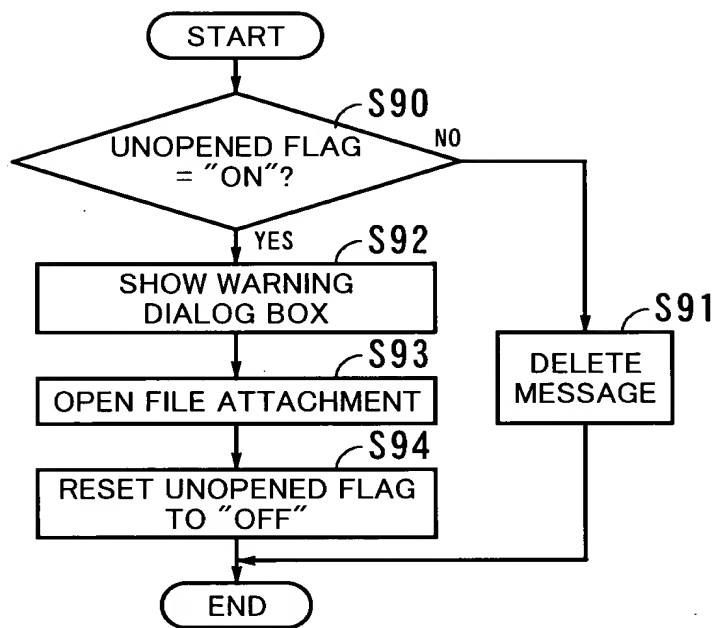 START
S90
UNOPENED FLAG
= "ON"?
NO
YES
S92
SHOW WARNING
DIALOG BOX
S91
DELETE
MESSAGE
S93
OPEN FILE ATTACHMENT
S94
RESET UNOPENED FLAG
TO "OFF"
END